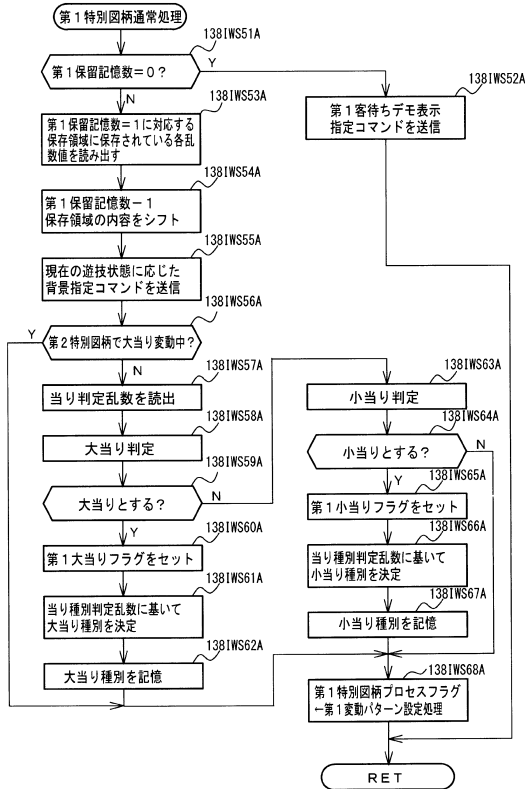 第１特別図柄通常処理
138IWS51A
第１保留記憶数＝０？
Y
N
138IWS52A
第１客待ちデモ表示
指定コマンドを送信
138IWS53A
第１保留記憶数＝１に対応する
保存領域に保存されている各乱
数値を読み出す
138IWS54A
第１保留記憶数－１
保存領域の内容をシフト
138IWS55A
現在の遊技状態に応じた
背景指定コマンドを送信
138IWS56A
第２特別図柄で大当り変動中？
Y
N
138IWS57A
当り判定乱数を読出
138IWS58A
大当り判定
138IWS59A
大当りとする？
N
Y
138IWS60A
第１大当りフラグをセット
138IWS61A
当り種別判定乱数に基いて
大当り種別を決定
138IWS62A
大当り種別を記憶
138IWS63A
小当り判定
138IWS64A
小当りとする？
N
Y
138IWS65A
第１小当りフラグをセット
138IWS66A
当り種別判定乱数に基いて
小当り種別を決定
138IWS67A
小当り種別を記憶
138IWS68A
第１特別図柄プロセスフラグ
←第１変動パターン設定処理
RET